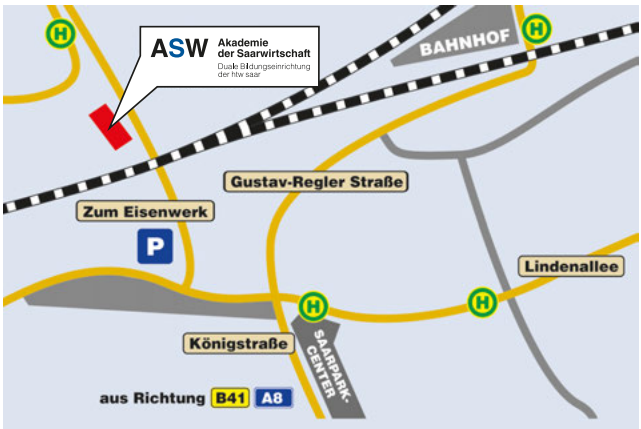 H
ASW Akademie
der Saarwirtschaft
Duale Bildungseinrichtung
der htw saar
BAHNHOF
H
Gustav-Regler Straße
Zum Eisenwerk
P
Lindenallee
H
H
Königstraße
SAARPARK-
CENTER
aus Richtung B41 A8